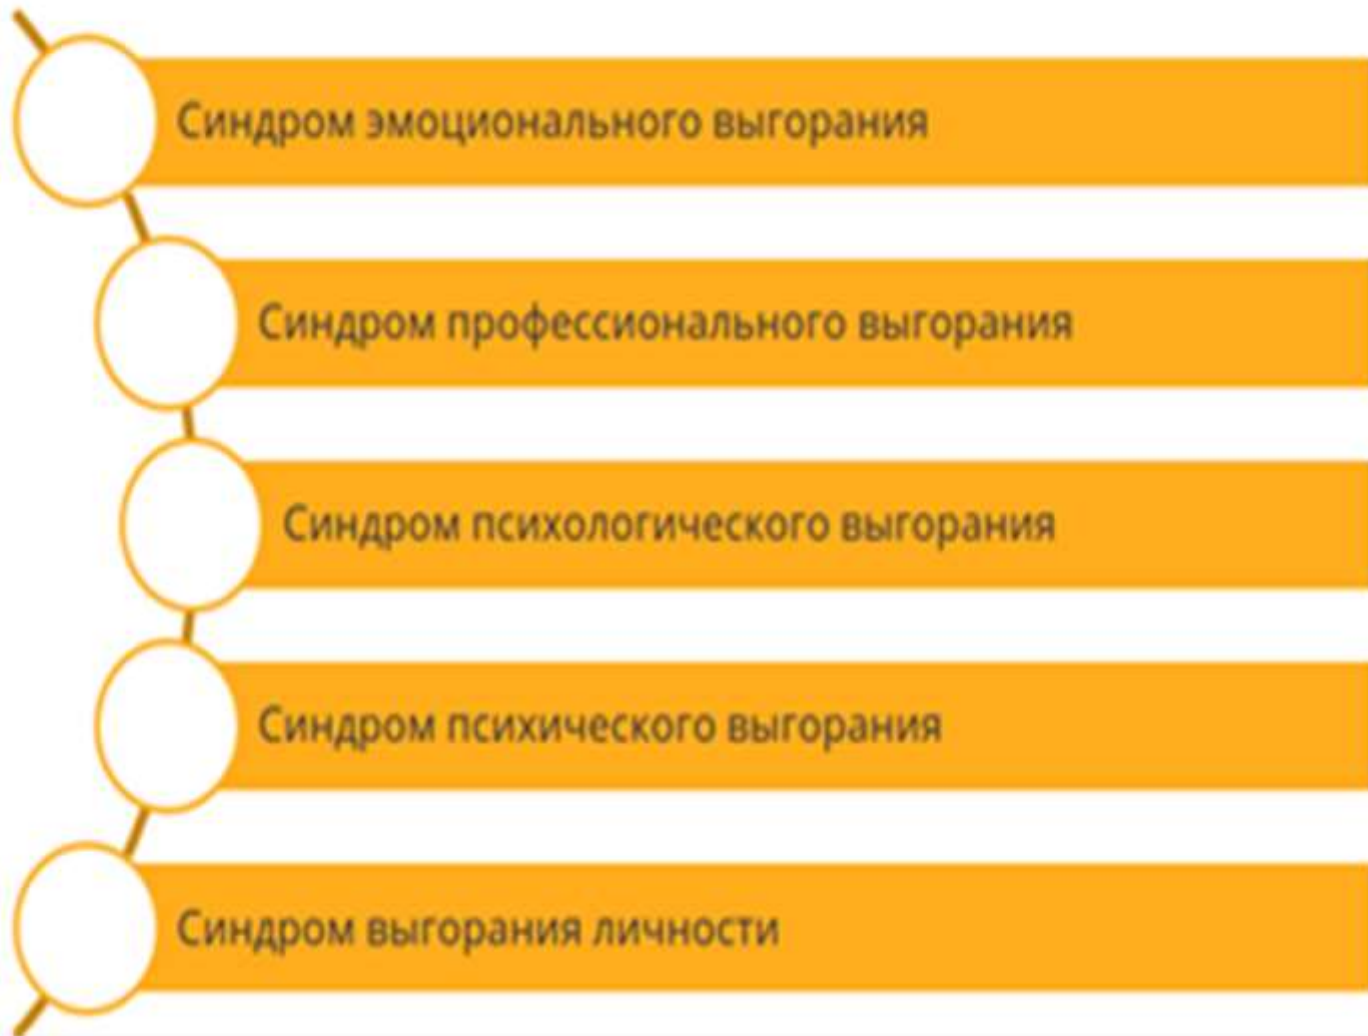 Синдром эмоционального выгорания
Синдром профессионального выгорания
Синдром психологического выгорания
Синдром психического выгорания
Синдром выгорания личности